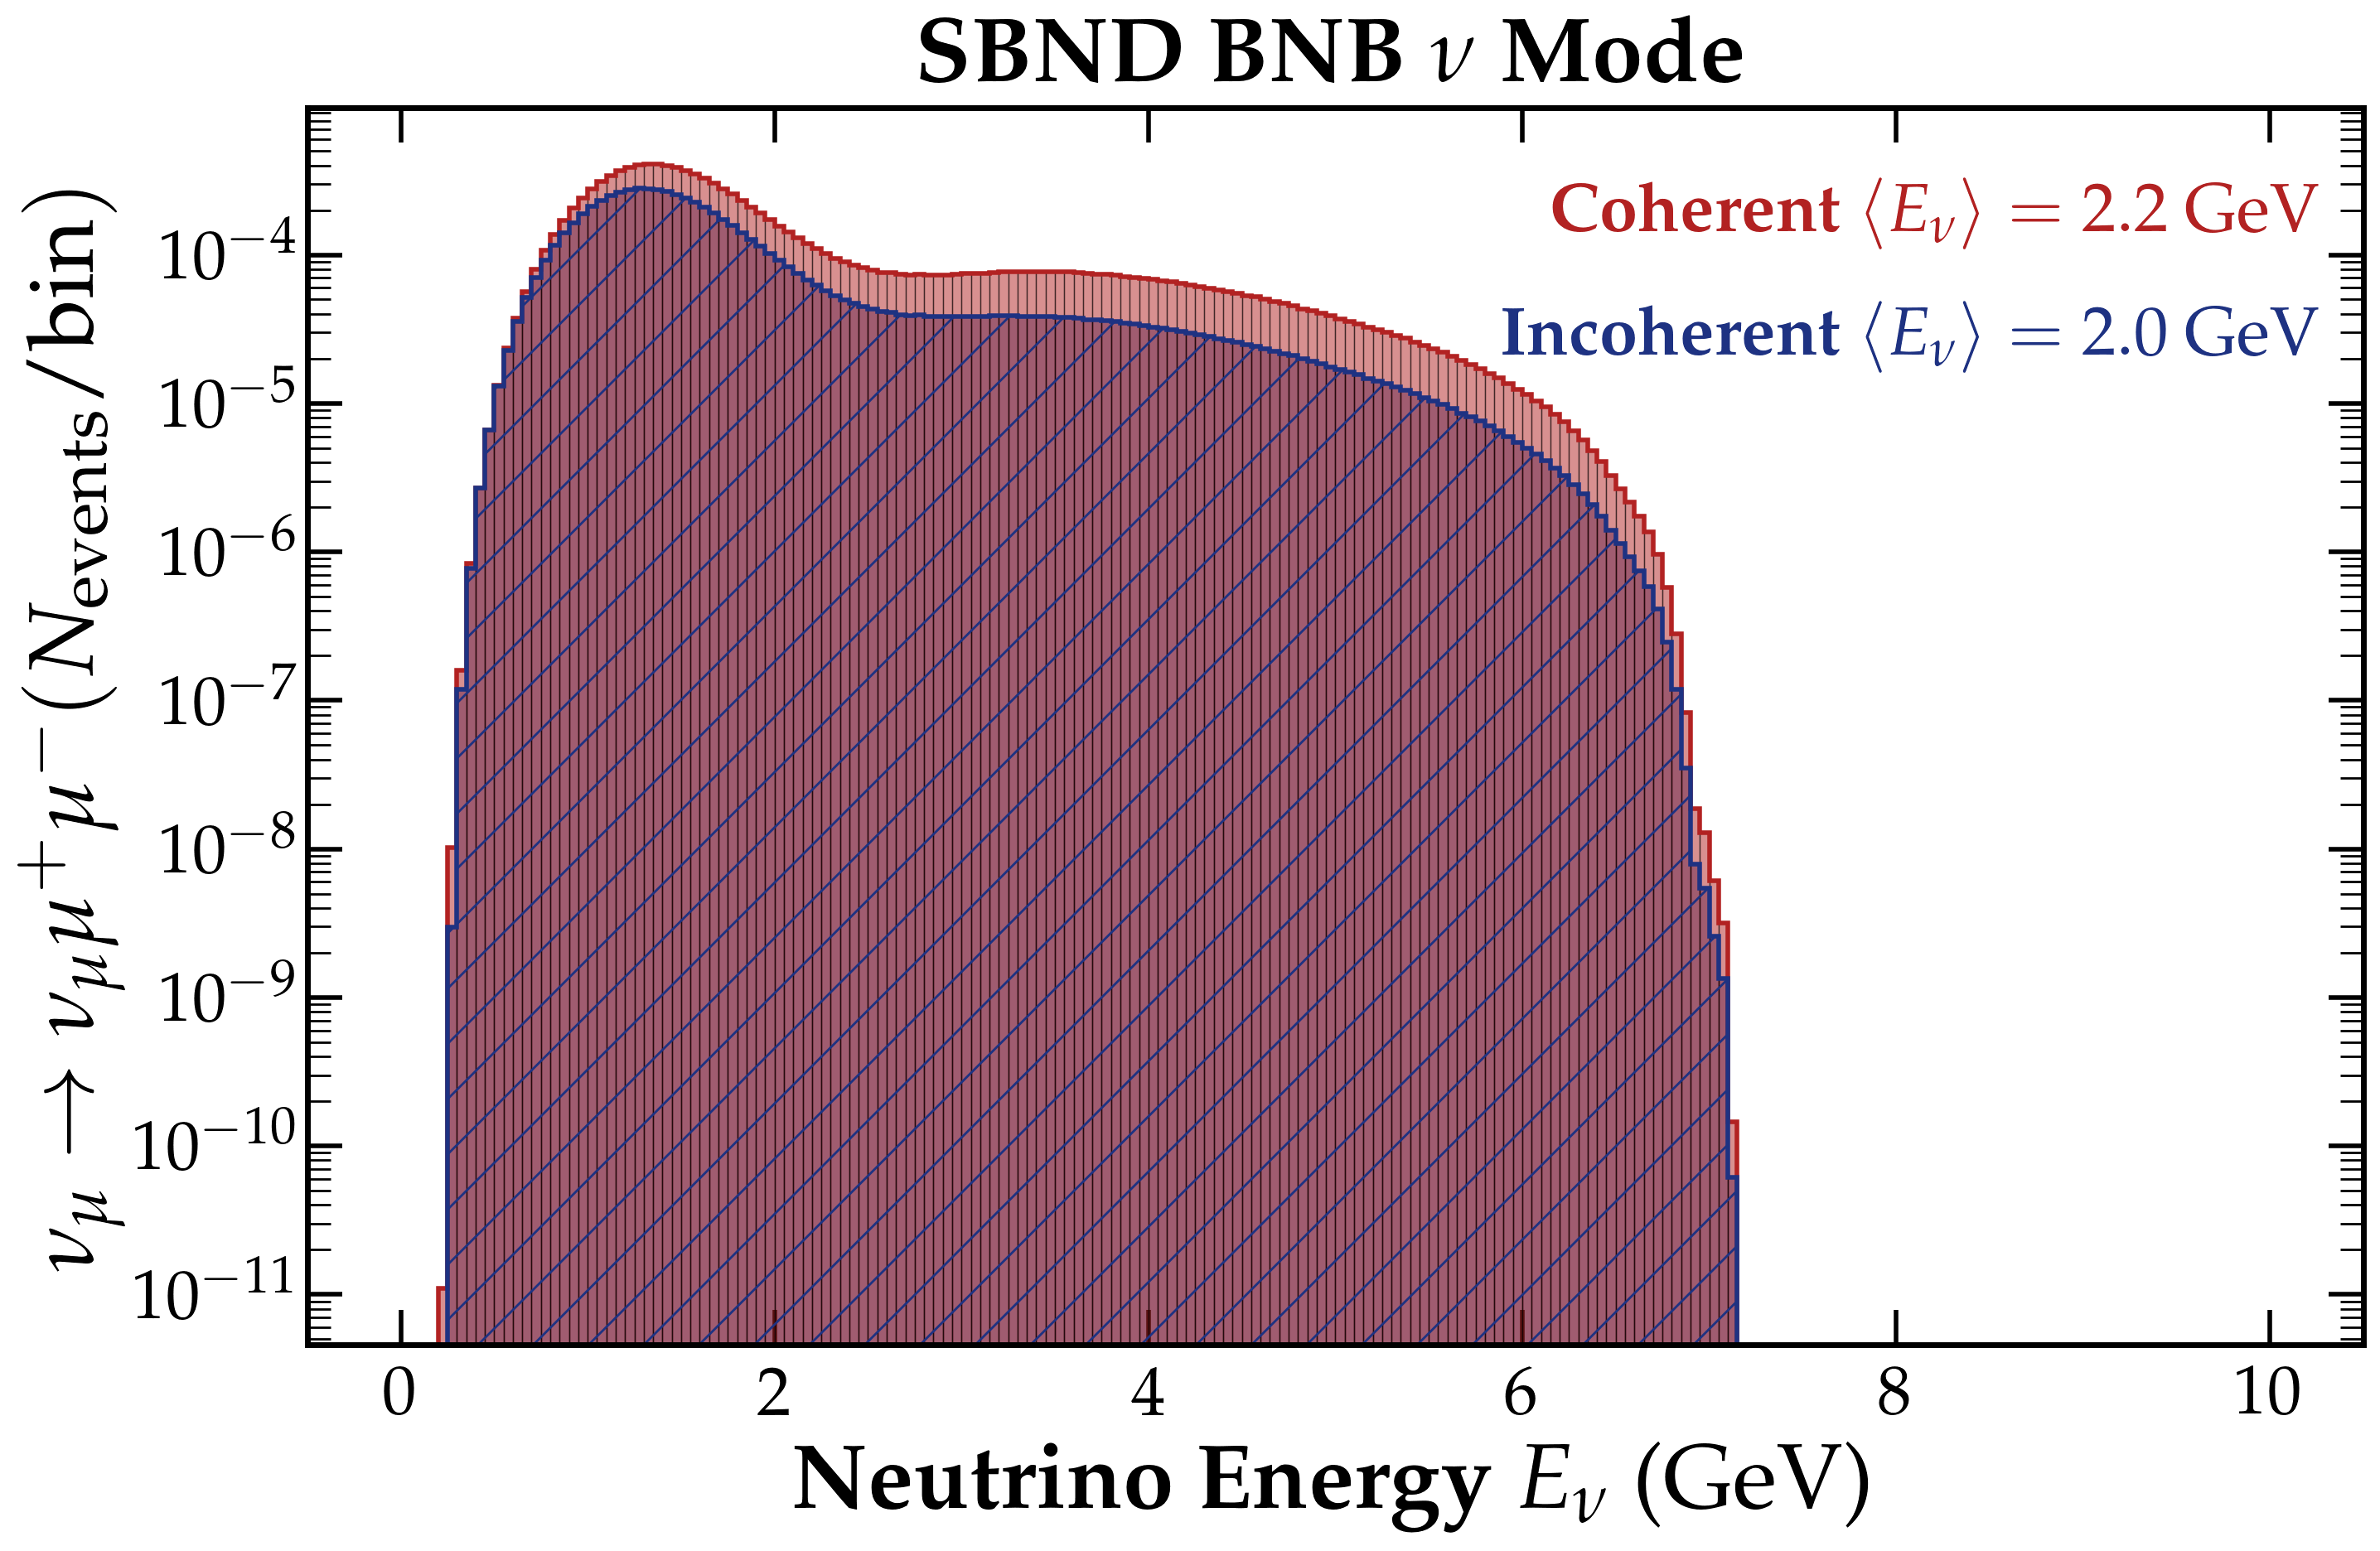 SBND BNB ν Mode
ν_μ → ν_μ μ⁺μ⁻ (N_events/bin)
10⁻⁴
10⁻⁵
10⁻⁶
10⁻⁷
10⁻⁸
10⁻⁹
10⁻¹⁰
10⁻¹¹
Coherent ⟨E_ν⟩ = 2.2 GeV
Incoherent ⟨E_ν⟩ = 2.0 GeV
0 2 4 6 8 10
Neutrino Energy E_ν (GeV)